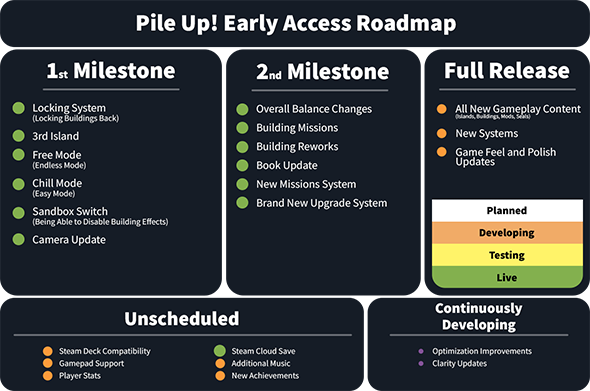 Pile Up! Early Access Roadmap
1st Milestone
Locking System
(Locking Buildings Back)
3rd Island
Free Mode
(Endless Mode)
Chill Mode
(Easy Mode)
Sandbox Switch
(Being Able to Disable Building Effects)
Camera Update
2nd Milestone
Overall Balance Changes
Building Missions
Building Reworks
Book Update
New Missions System
Brand New Upgrade System
Full Release
All New Gameplay Content
(Islands, Buildings, Mods, Seals)
New Systems
Game Feel and Polish
Updates
Planned
Developing
Testing
Live
Unscheduled
Steam Deck Compatibility
Gamepad Support
Player Stats
Steam Cloud Save
Additional Music
New Achievements
Continuously
Developing
Optimization Improvements
Clarity Updates